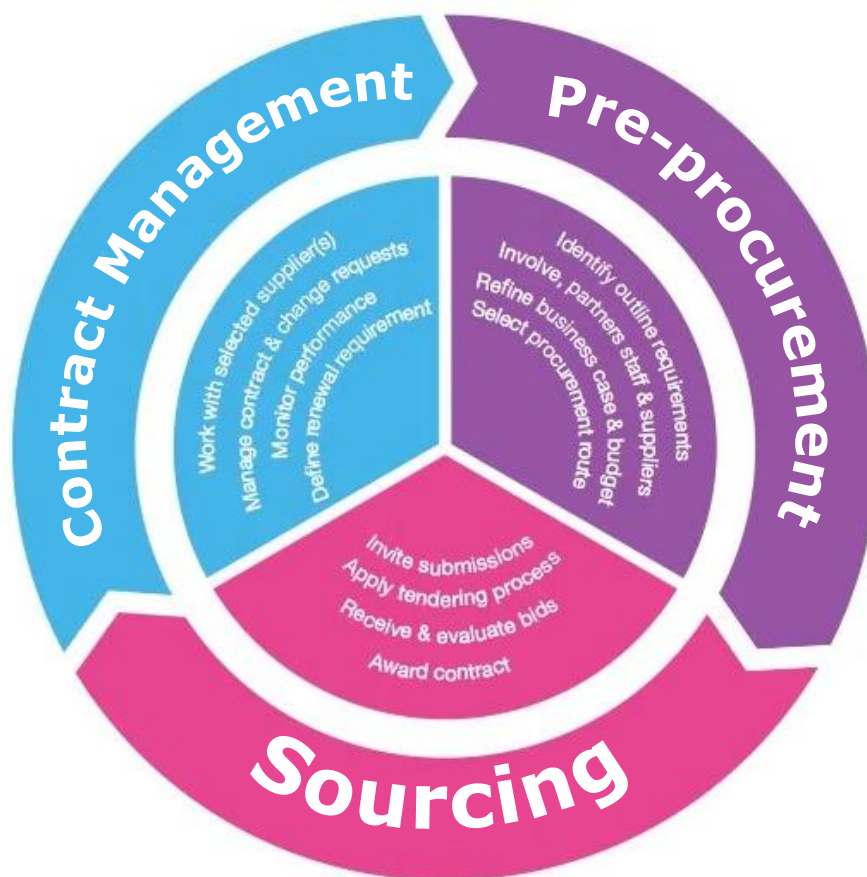 Contract Management
Pre-procurement
Sourcing
Work with selected supplier(s)
Manage contract & change requests
Monitor performance
Define renewal requirement
Identify outline requirements
Involve, partners staff & suppliers
Refine business case & budget
Select procurement route
Invite submissions
Apply tendering process
Receive & evaluate bids
Award contract